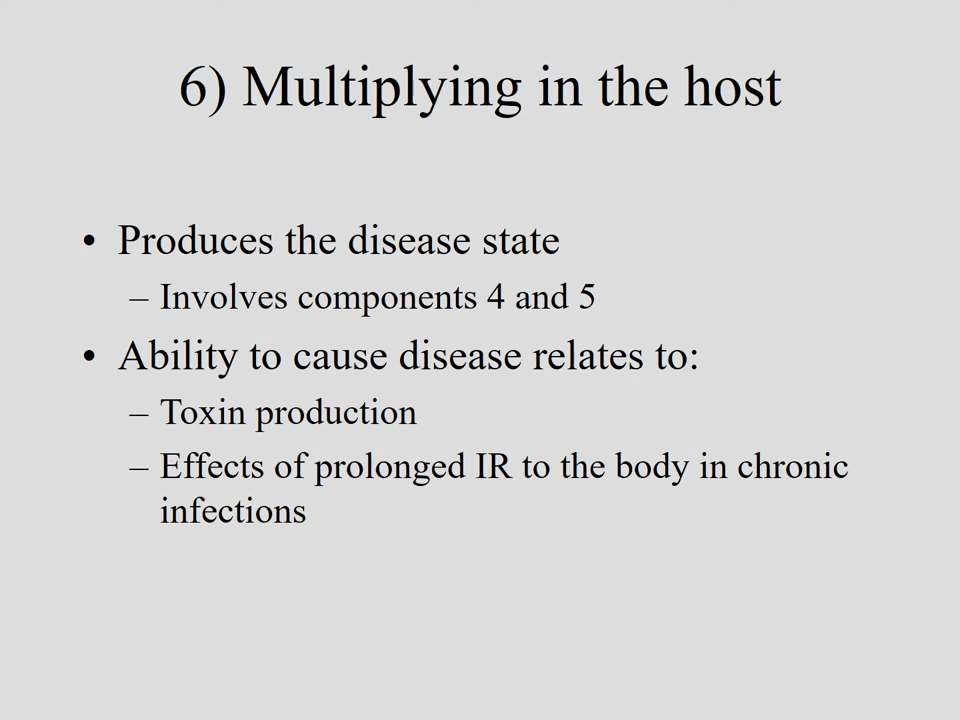 6) Multiplying in the host
• Produces the disease state
– Involves components 4 and 5
• Ability to cause disease relates to:
– Toxin production
– Effects of prolonged IR to the body in chronic
infections